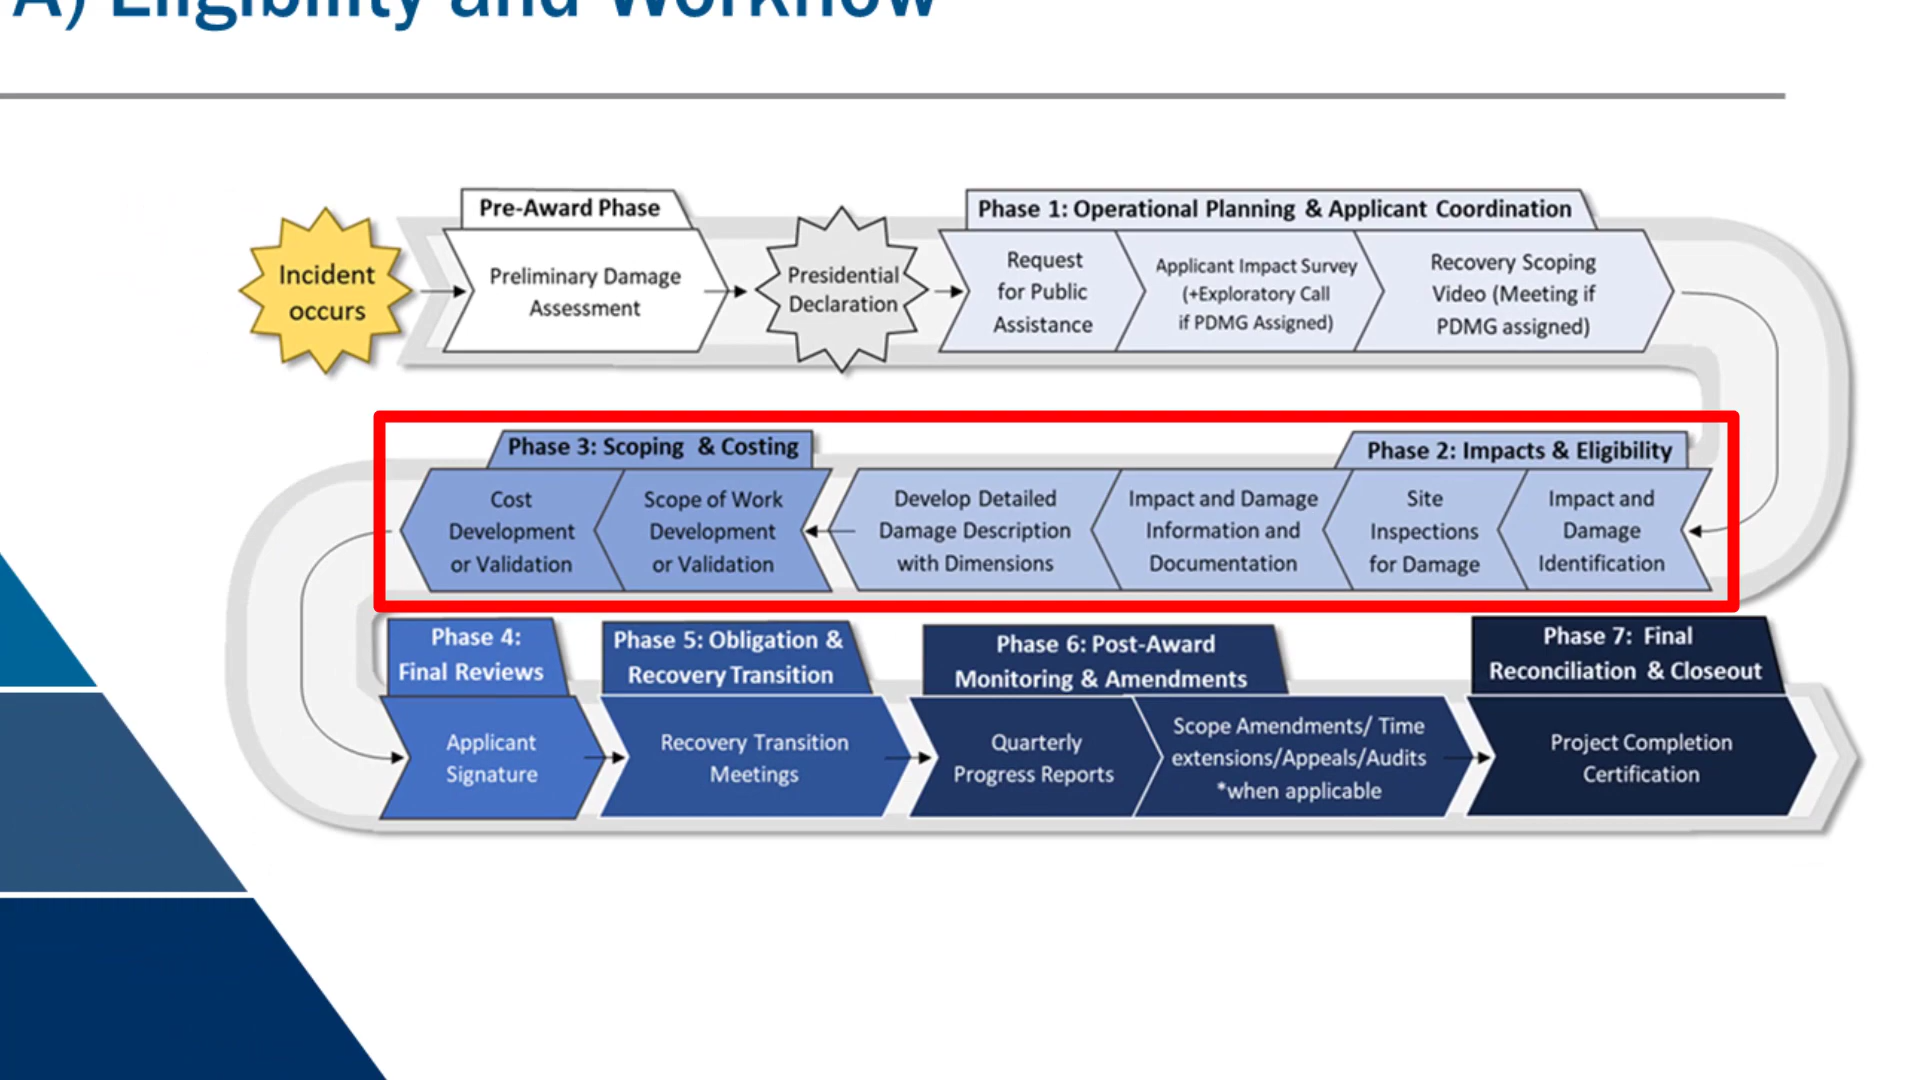 A) Eligibility and Workflow
Incident
occurs
Pre-Award Phase
Preliminary Damage
Assessment
Presidential
Declaration
Phase 1: Operational Planning & Applicant Coordination
Request
for Public
Assistance
Applicant Impact Survey
(+Exploratory Call
if PDMG Assigned)
Recovery Scoping
Video (Meeting if
PDMG assigned)
Phase 2: Impacts & Eligibility
Impact and
Damage
Identification
Site
Inspections
for Damage
Impact and Damage
Information and
Documentation
Develop Detailed
Damage Description
with Dimensions
Phase 3: Scoping & Costing
Scope of Work
Development
or Validation
Cost
Development
or Validation
Phase 4:
Final Reviews
Applicant
Signature
Phase 5: Obligation &
Recovery Transition
Recovery Transition
Meetings
Phase 6: Post-Award
Monitoring & Amendments
Quarterly
Progress Reports
Scope Amendments/ Time
extensions/Appeals/Audits
*when applicable
Phase 7: Final
Reconciliation & Closeout
Project Completion
Certification